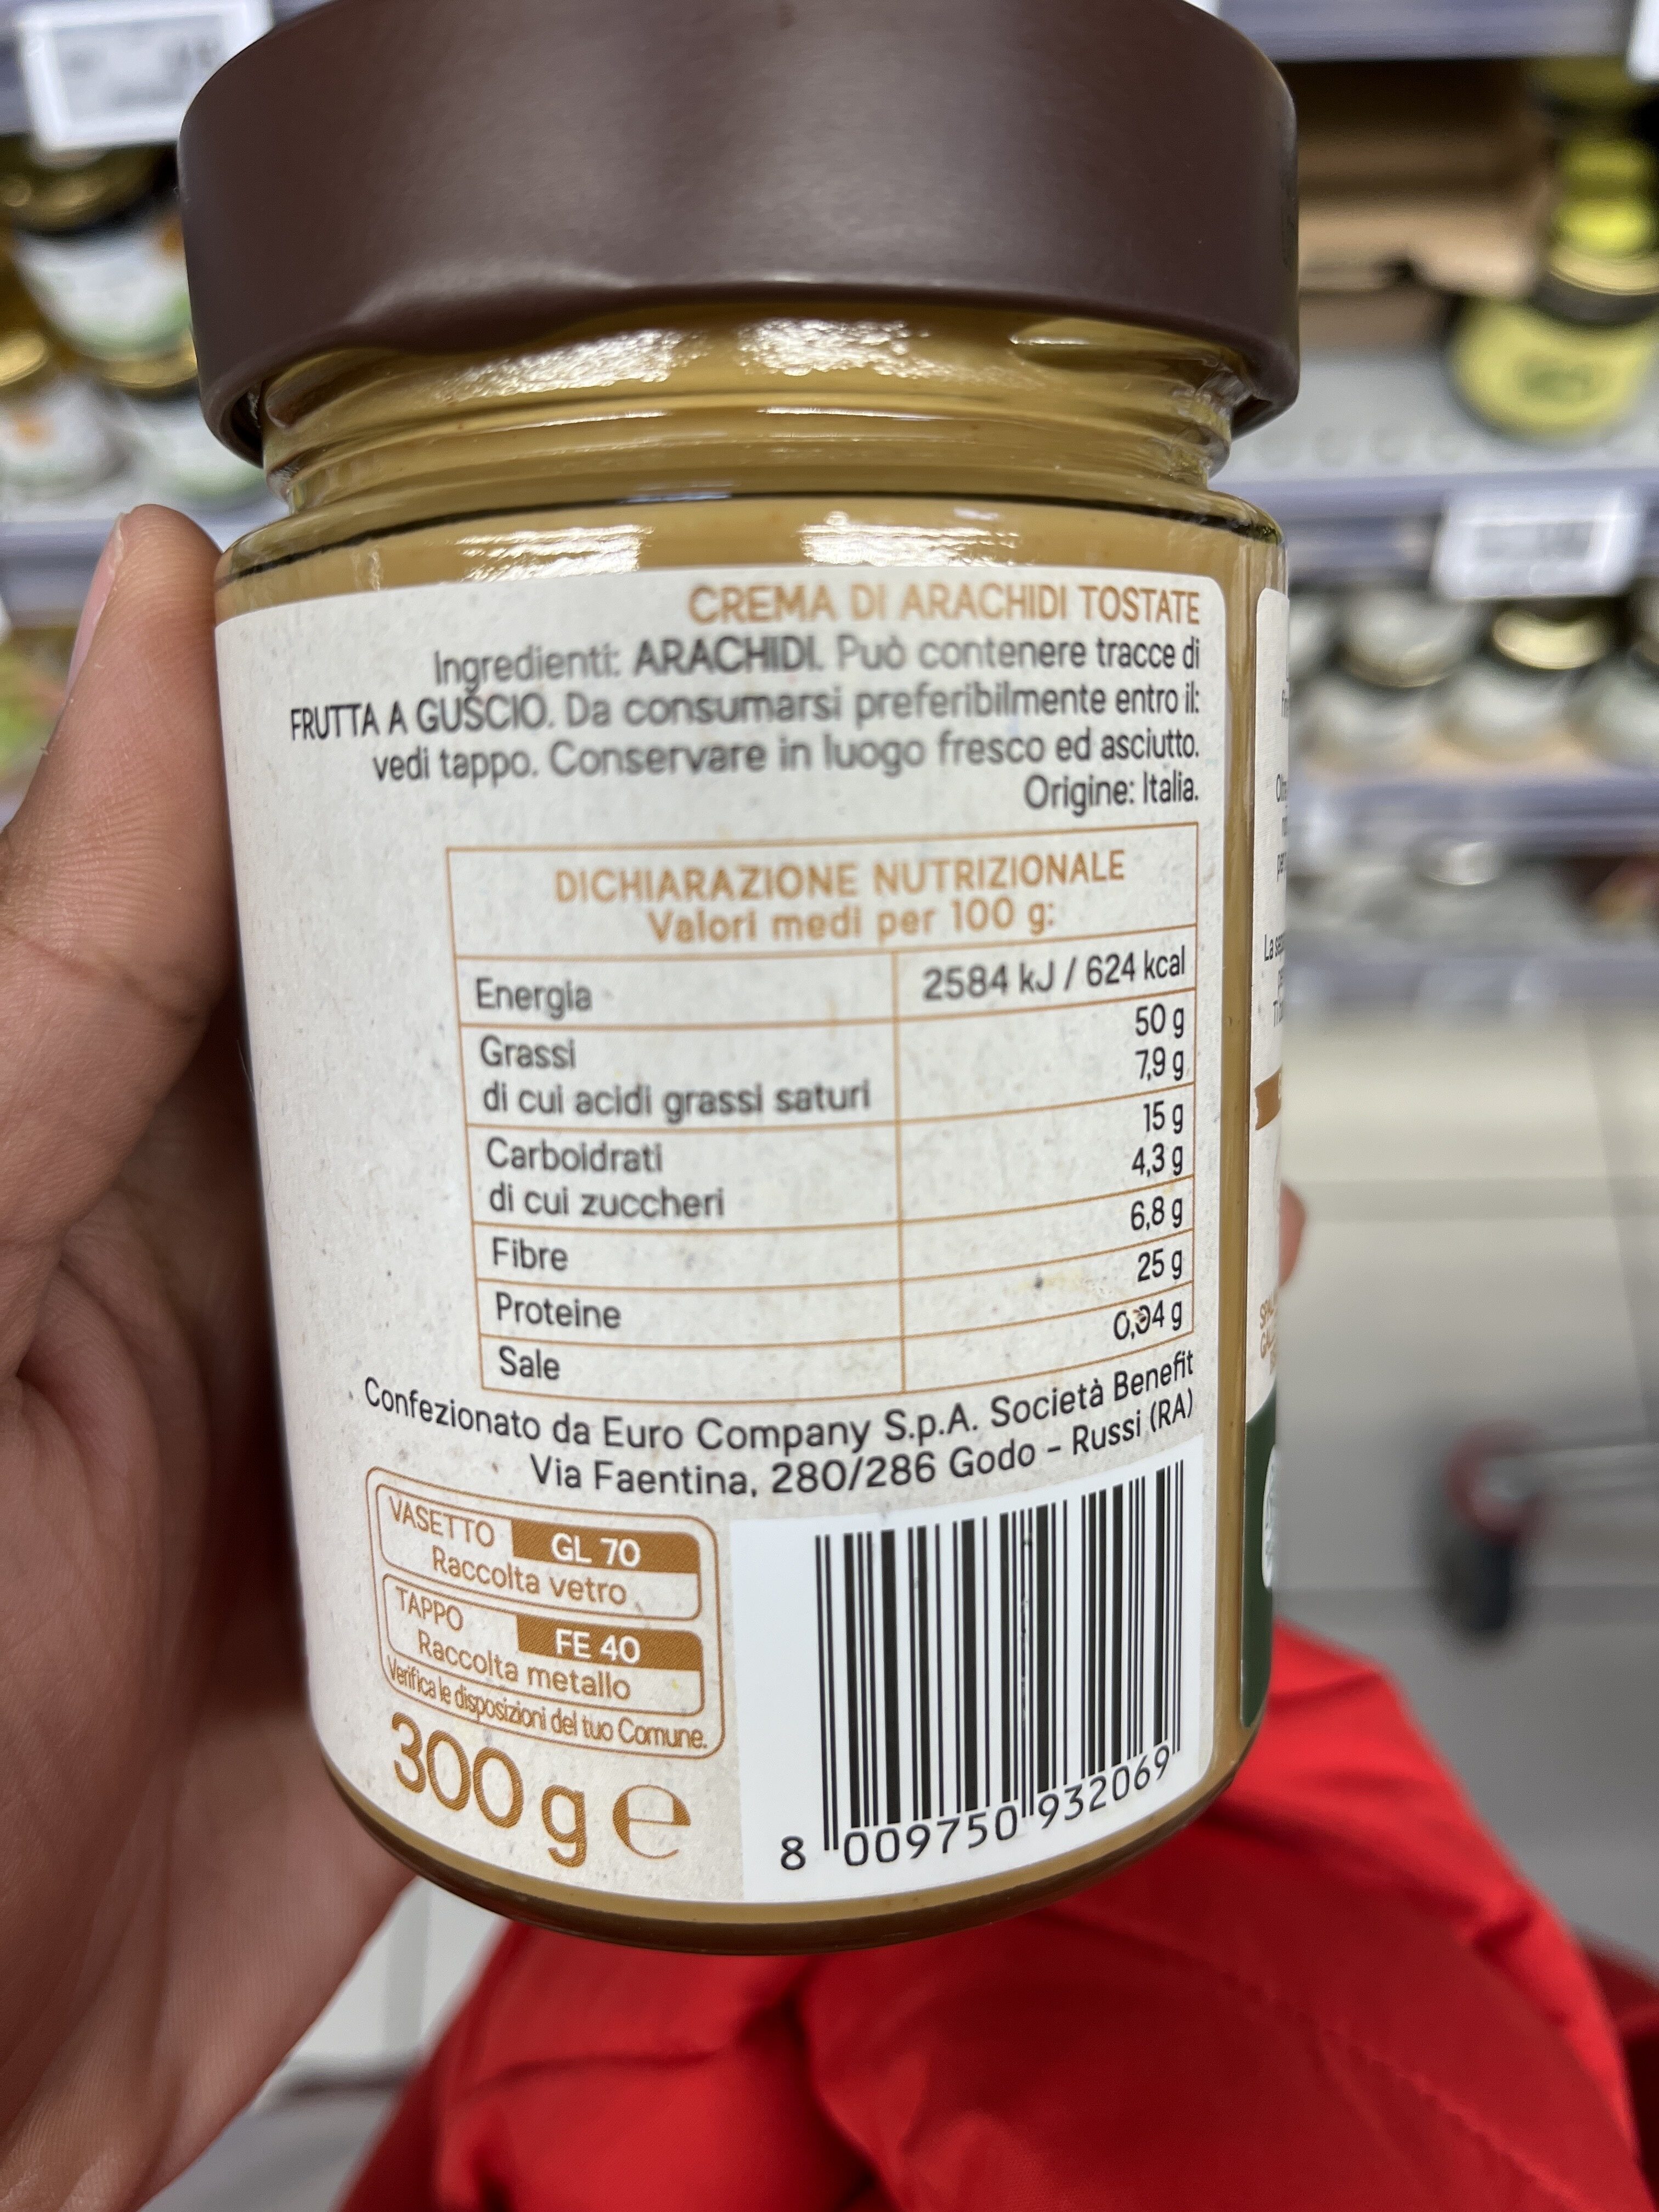 CREMA DI ARACHIDI TOSTATE
Ingredienti: ARACHIDI. Può contenere tracce di
FRUTTA A GUSCIO. Da consumarsi preferibilmente entro il:
vedi tappo. Conservare in luogo fresco ed asciutto.
Origine: Italia.
DICHIARAZIONE NUTRIZIONALE
Valori medi per 100 g:
Energia 2584 kJ / 624 kcal
Grassi 50 g
di cui acidi grassi saturi 7,9 g
Carboidrati 15 g
di cui zuccheri 4,3 g
Fibre 6,8 g
Proteine 25 g
Sale 0,04 g
Confezionato da Euro Company S.p.A. Società Benefit
Via Faentina, 280/286 Godo - Russi (RA)
VASETTO GL 70
Raccolta vetro
TAPPO FE 40
Raccolta metallo
Verifica le disposizioni del tuo Comune.
300 g e
8 009750 932069